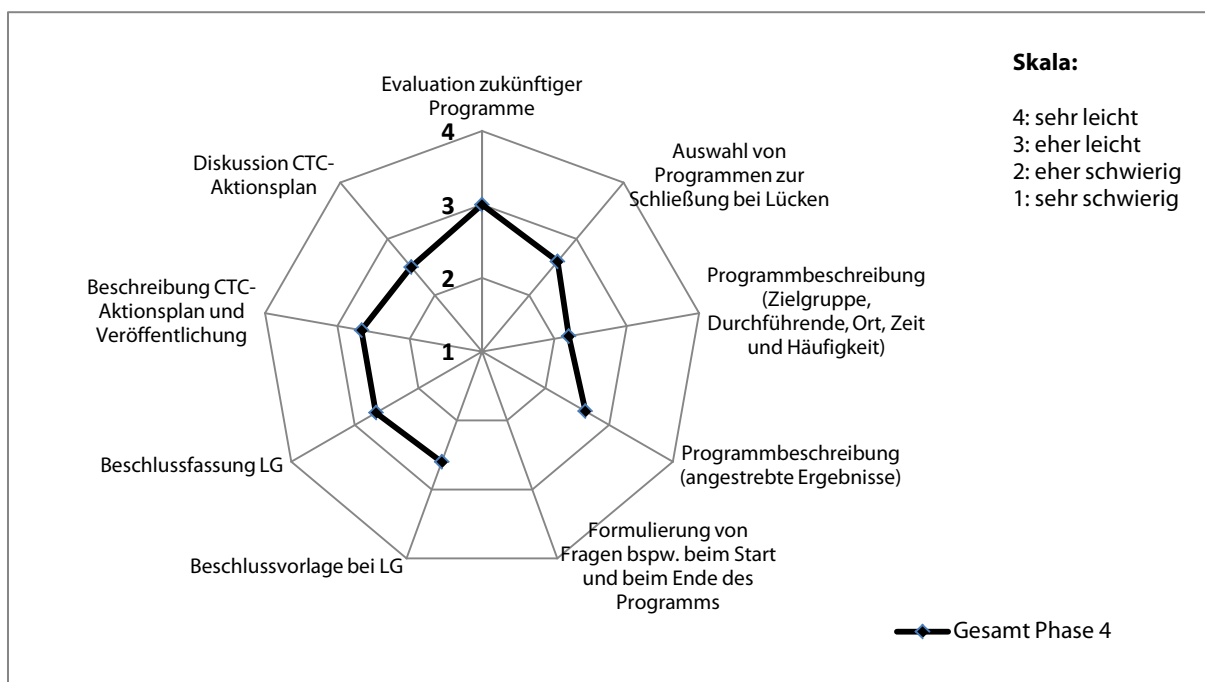 Skala:
4: sehr leicht
3: eher leicht
2: eher schwierig
1: sehr schwierig
Evaluation zukünftiger
Programme
Auswahl von
Programmen zur
Schließung bei Lücken
Programmbeschreibung
(Zielgruppe,
Durchführende, Ort, Zeit
und Häufigkeit)
Programmbeschreibung
(angestrebte Ergebnisse)
Formulierung von
Fragen bspw. beim Start
und beim Ende des
Programms
Beschlussvorlage bei LG
Beschlussfassung LG
Beschreibung CTC-
Aktionsplan und
Veröffentlichung
Diskussion CTC-
Aktionsplan
4
3
2
1
Gesamt Phase 4